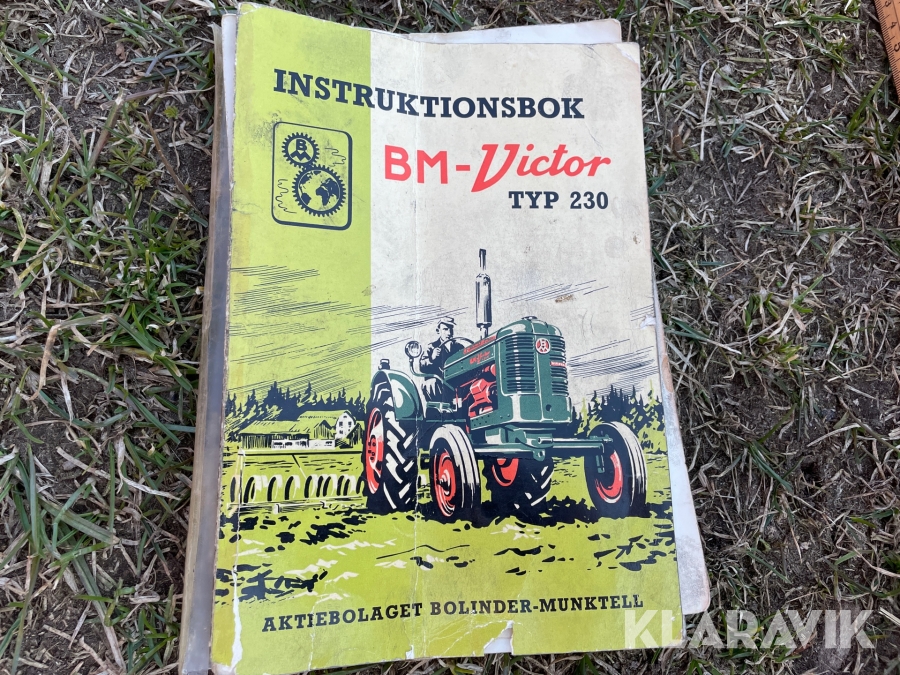 INSTRUKTIONSBOK
BM-Victor
TYP 230
AKTIEBOLAGET BOLINDER-MUNKTELL
KLARAVIK